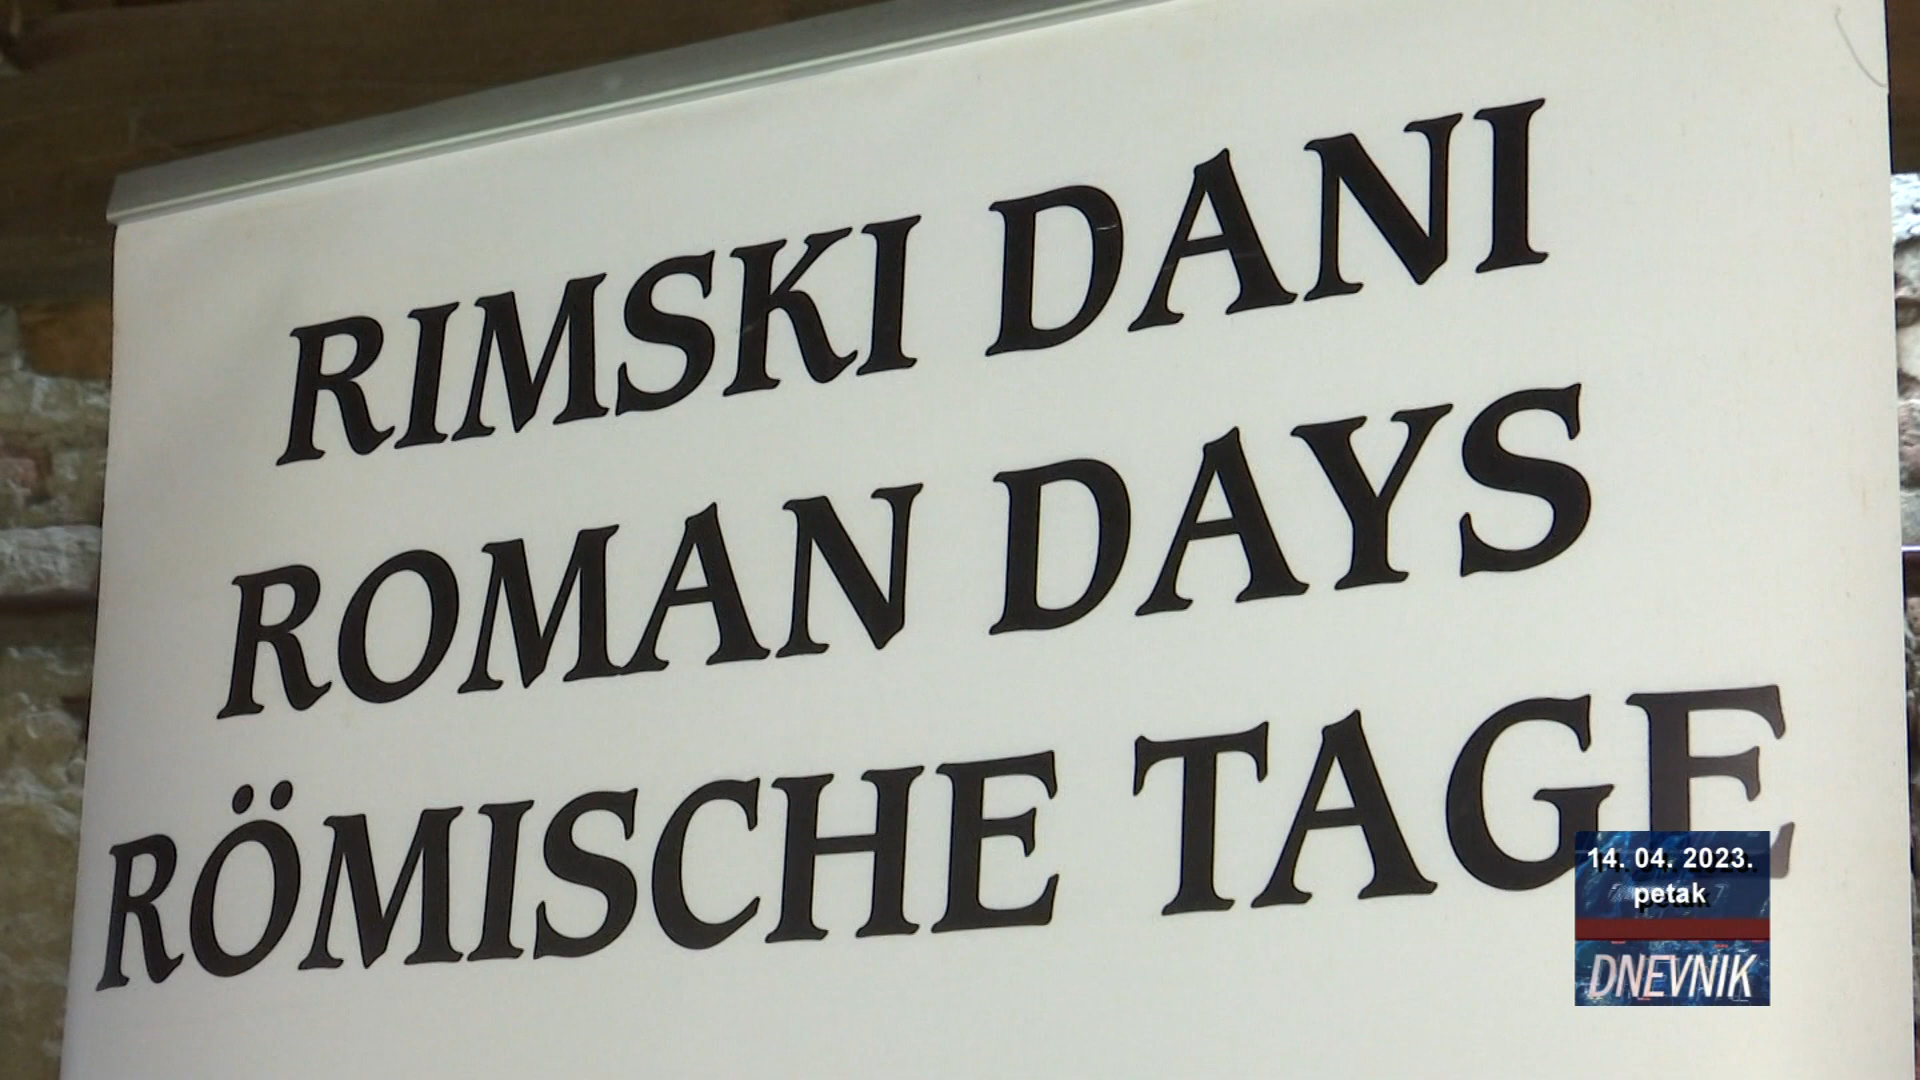 RIMSKI DANI
ROMAN DAYS
RÖMISCHE TAGE
14. 04. 2023.
petak
DNEVNIK